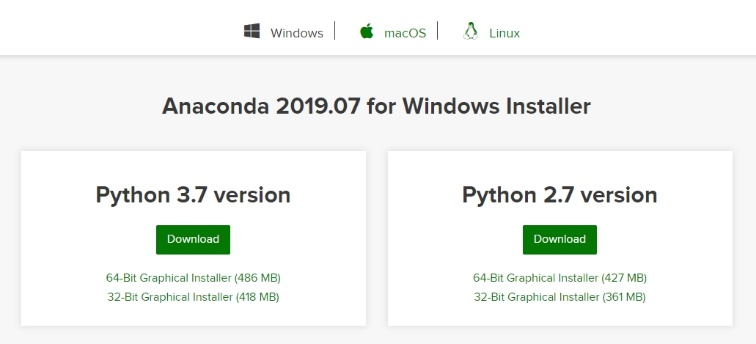 Windows macOS Linux
Anaconda 2019.07 for Windows Installer
Python 3.7 version
Download
64-Bit Graphical Installer (486 MB)
32-Bit Graphical Installer (418 MB)
Python 2.7 version
Download
64-Bit Graphical Installer (427 MB)
32-Bit Graphical Installer (361 MB)